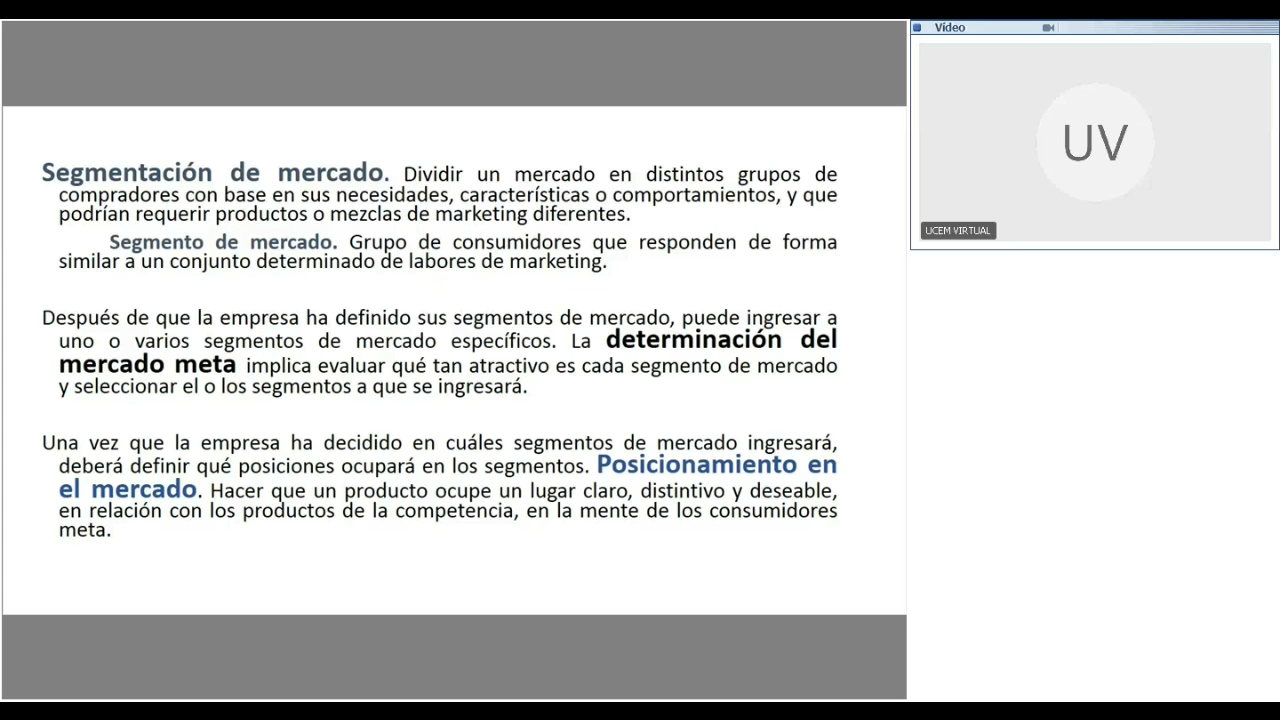 Segmentación de mercado. Dividir un mercado en distintos grupos de
compradores con base en sus necesidades, características o comportamientos, y que
podrían requerir productos o mezclas de marketing diferentes.
Segmento de mercado. Grupo de consumidores que responden de forma
similar a un conjunto determinado de labores de marketing.
Después de que la empresa ha definido sus segmentos de mercado, puede ingresar a
uno o varios segmentos de mercado específicos. La determinación del
mercado meta implica evaluar qué tan atractivo es cada segmento de mercado
y seleccionar el o los segmentos a que se ingresará.
Una vez que la empresa ha decidido en cuáles segmentos de mercado ingresará,
deberá definir qué posiciones ocupará en los segmentos. Posicionamiento en
el mercado. Hacer que un producto ocupe un lugar claro, distintivo y deseable,
en relación con los productos de la competencia, en la mente de los consumidores
meta.
Vídeo
UV
UCEM VIRTUAL